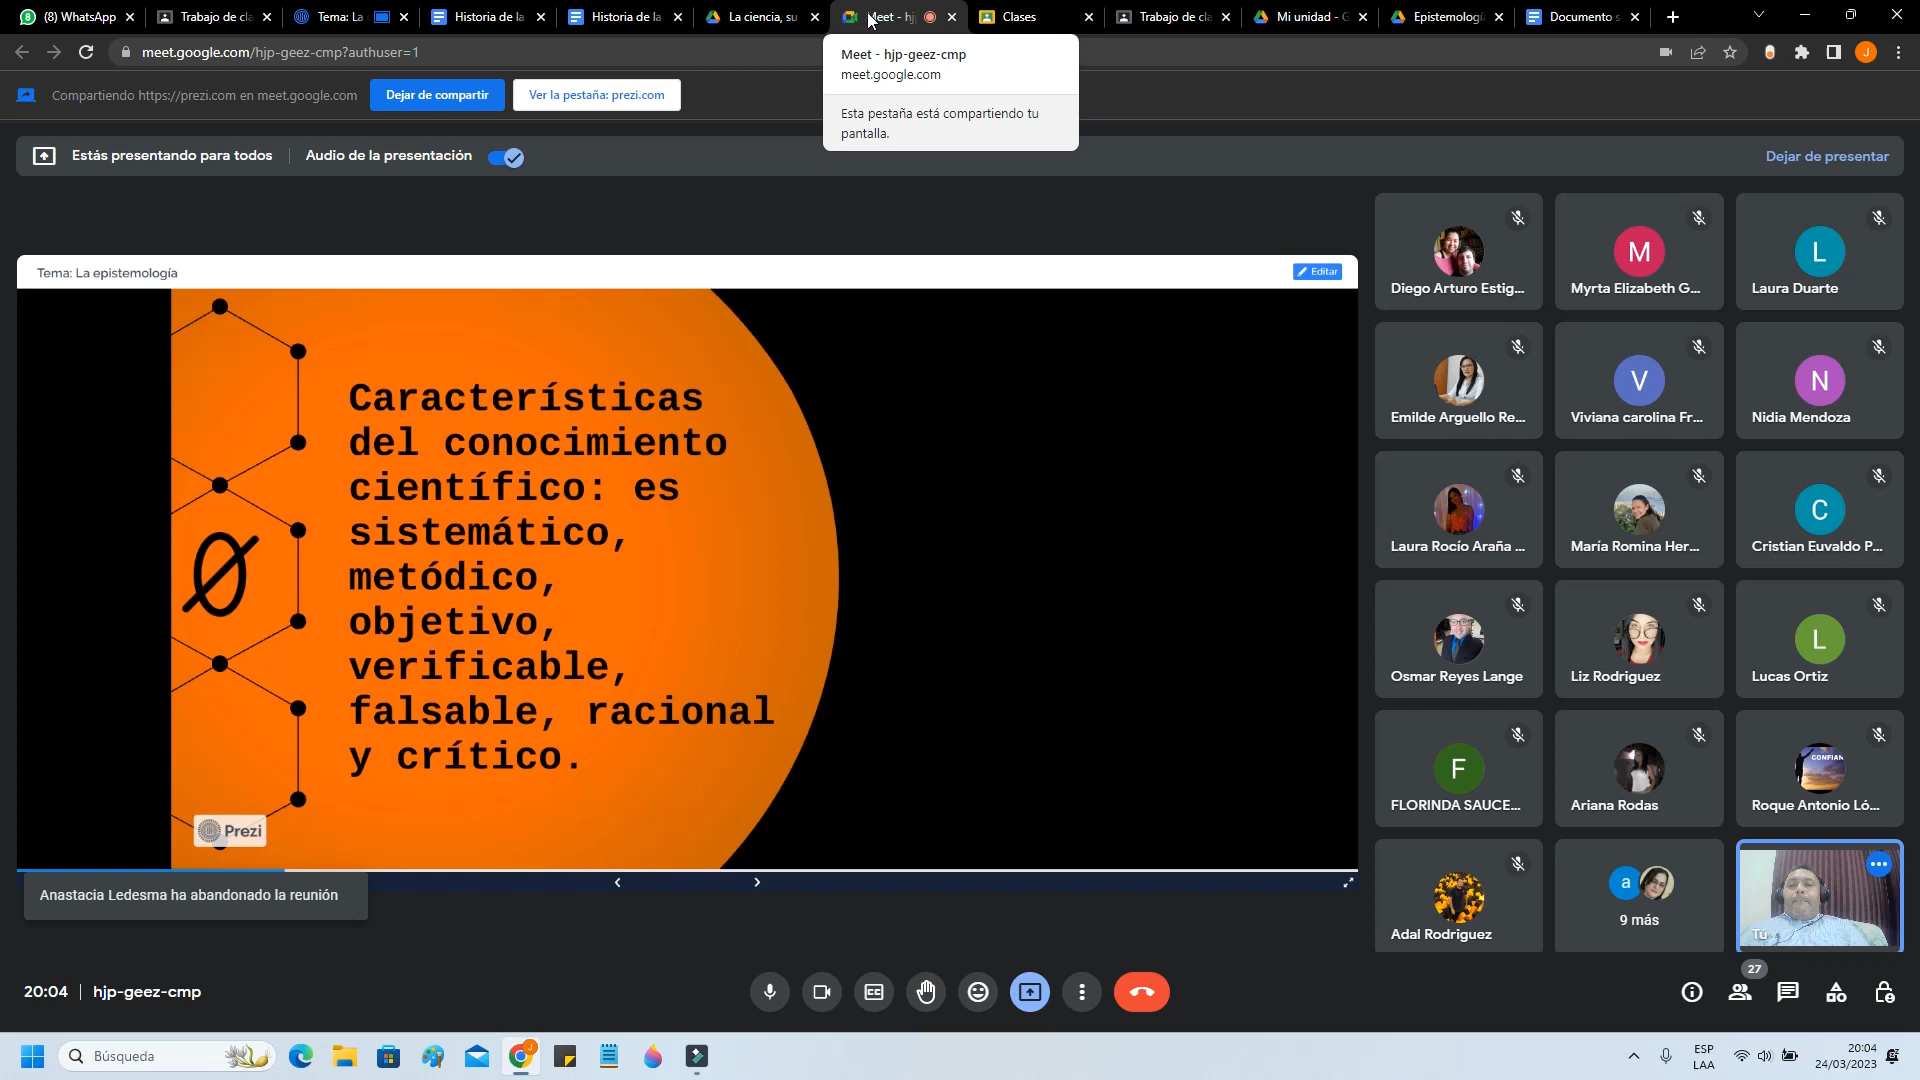 (8) WhatsApp
Trabajo de cla
Tema: La
Historia de la
Historia de la
La ciencia, su
Meet - hj
Clases
Trabajo de cla
Mi unidad - G
Epistemologí
Documento s
meet.google.com/hjp-geez-cmp?authuser=1
J
Meet - hjp-geez-cmp
meet.google.com
Esta pestaña está compartiendo tu
pantalla.
Compartiendo https://prezi.com en meet.google.com
Dejar de compartir
Ver la pestaña: prezi.com
Estás presentando para todos
Audio de la presentación
Dejar de presentar
Tema: La epistemología
Editar
Características
del conocimiento
científico: es
sistemático,
metódico,
objetivo,
verificable,
falsable, racional
y crítico.
Prezi
Diego Arturo Estig...
M
Myrta Elizabeth G...
L
Laura Duarte
Emilde Arguello Re...
V
Viviana carolina Fr...
N
Nidia Mendoza
Laura Rocío Araña ...
María Romina Her...
C
Cristian Euvaldo P...
Osmar Reyes Lange
Liz Rodriguez
L
Lucas Ortiz
F
FLORINDA SAUCE...
Ariana Rodas
CONFIAN
Roque Antonio Ló...
Adal Rodriguez
a
9 más
Tú
Anastacia Ledesma ha abandonado la reunión
20:04 | hjp-geez-cmp
27
Búsqueda
J
ESP
LAA
20:04
24/03/2023